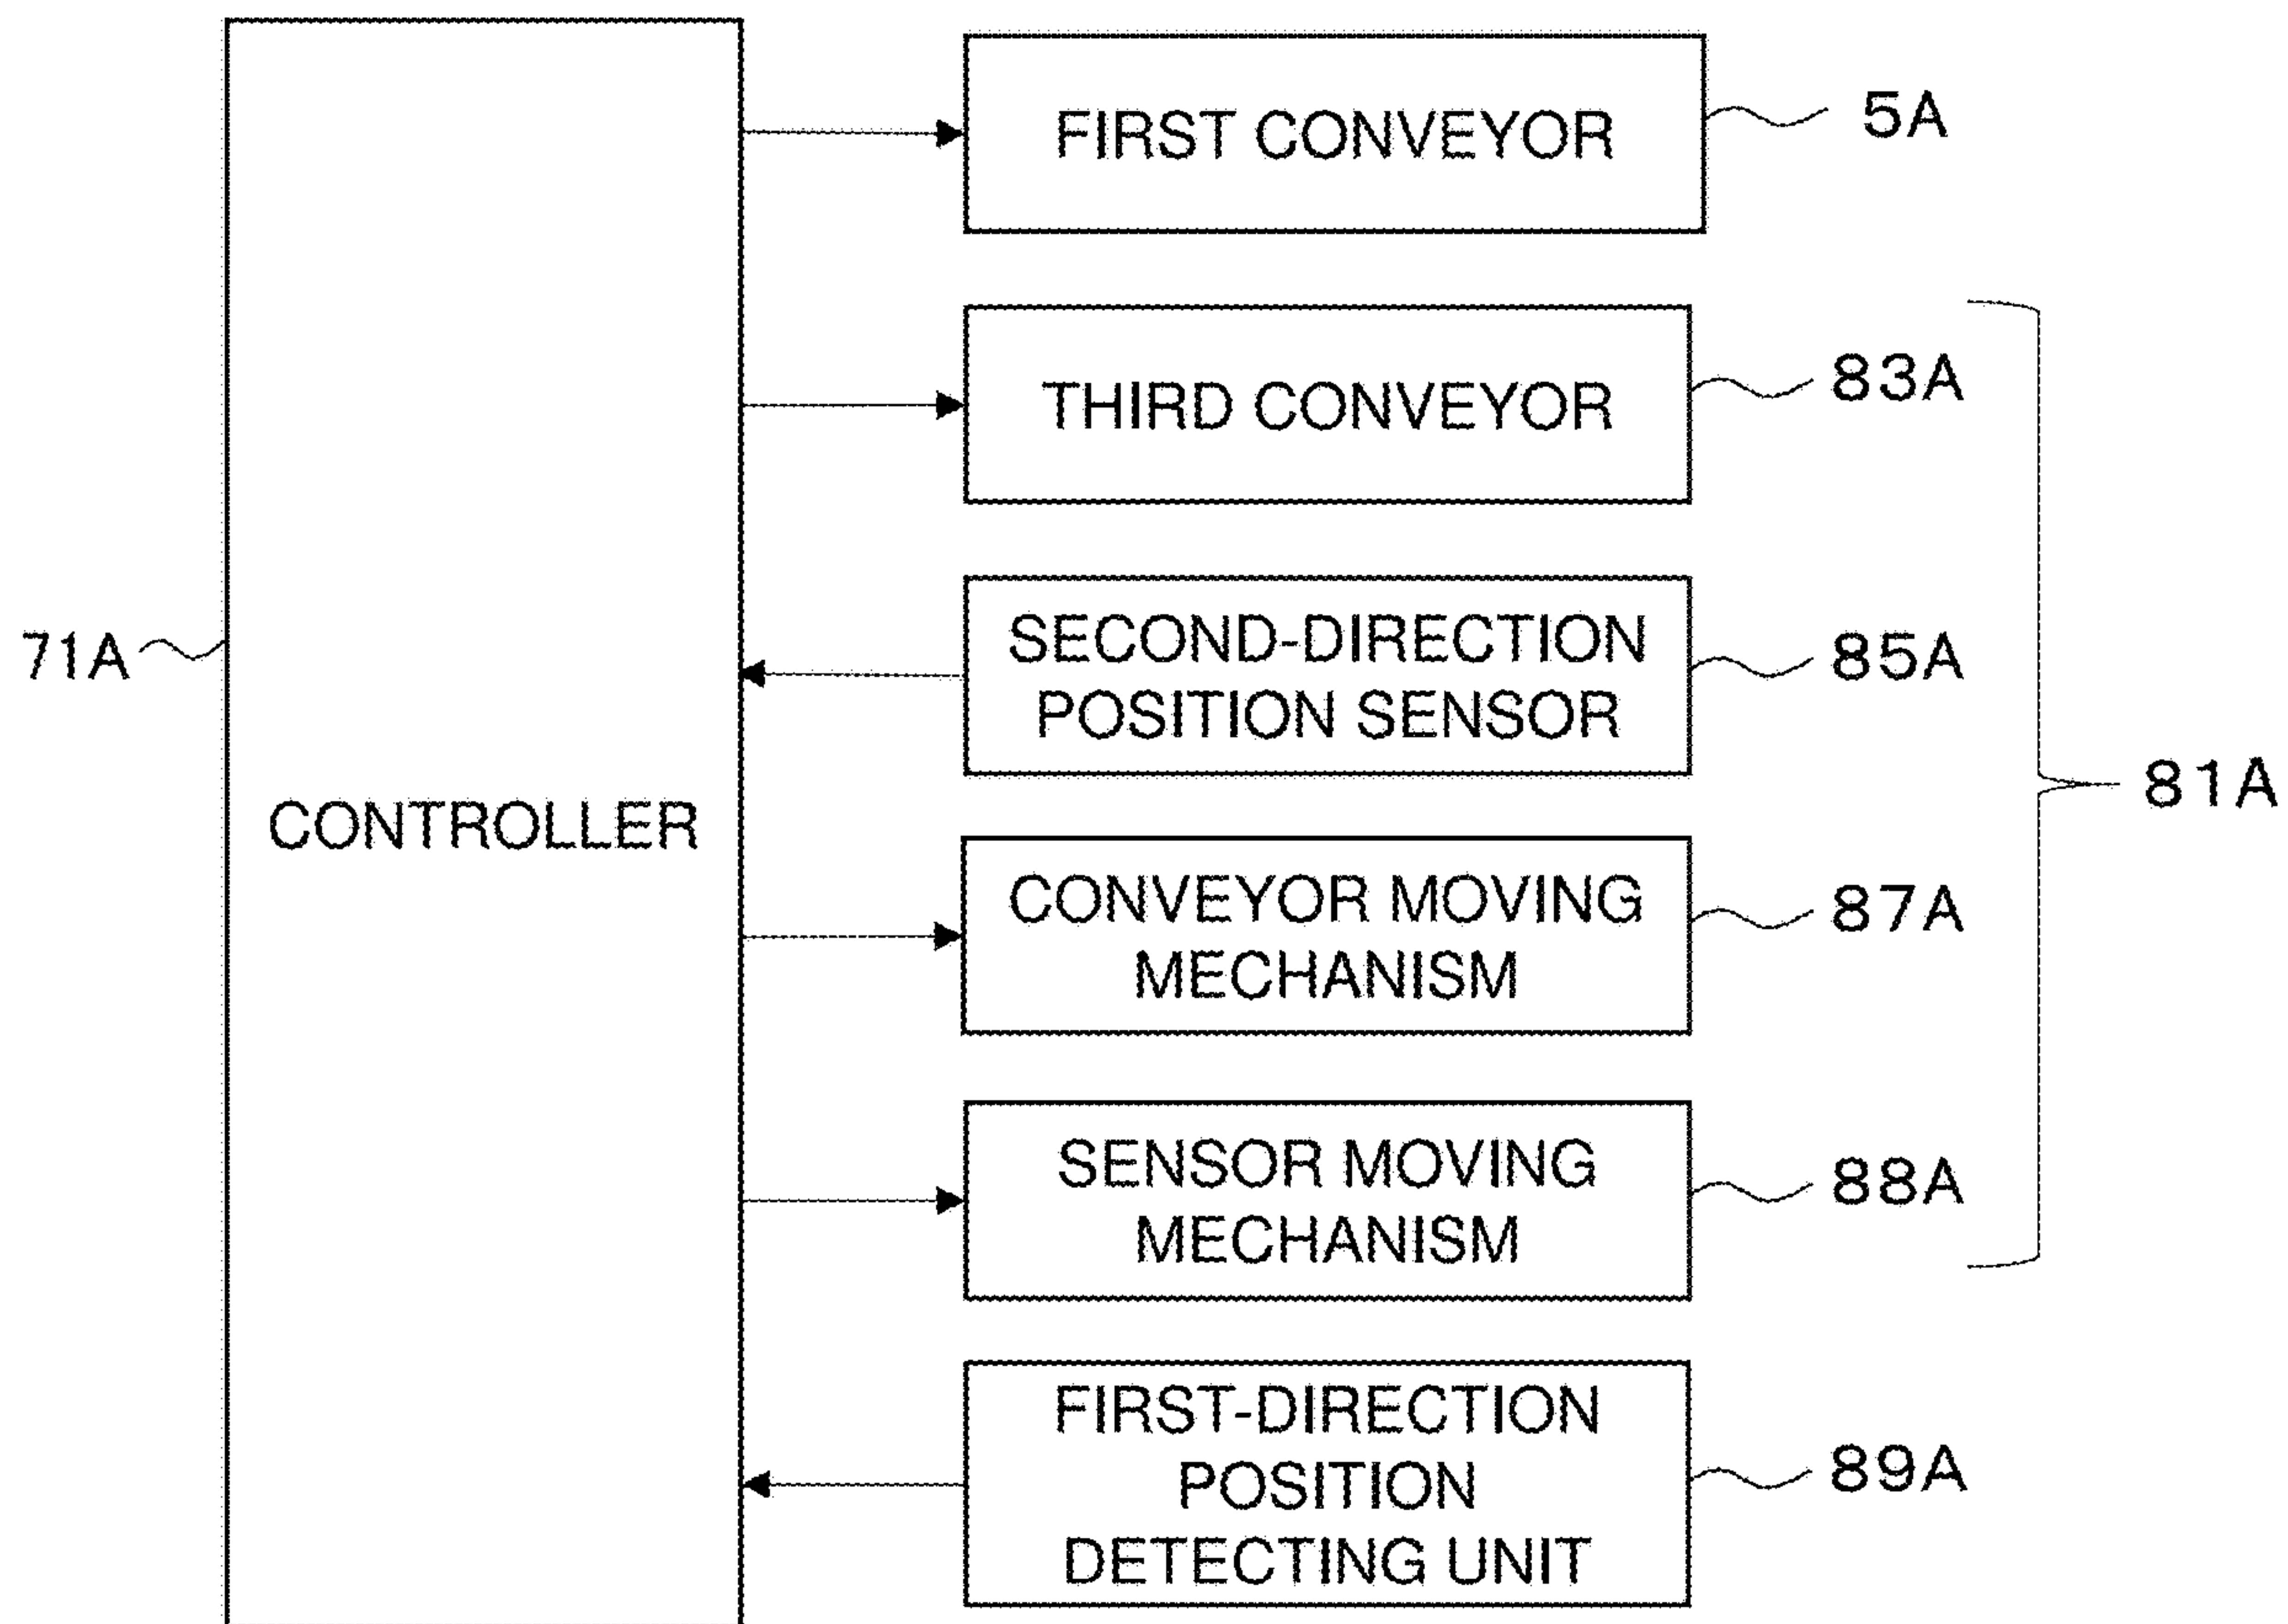 FIRST CONVEYOR
5A
THIRD CONVEYOR
83A
SECOND-DIRECTION
POSITION SENSOR
85A
71A
CONTROLLER
81A
CONVEYOR MOVING
MECHANISM
87A
SENSOR MOVING
MECHANISM
88A
FIRST-DIRECTION
POSITION
DETECTING UNIT
89A